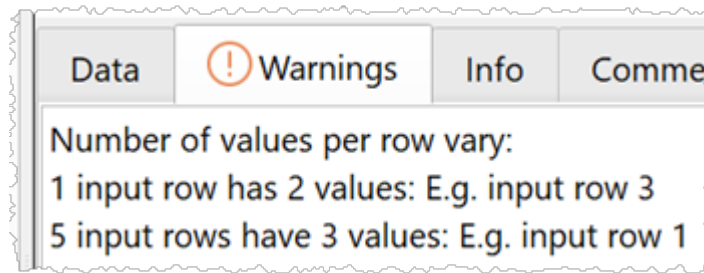 Data
Warnings
Info
Comme
Number of values per row vary:
1 input row has 2 values: E.g. input row 3
5 input rows have 3 values: E.g. input row 1